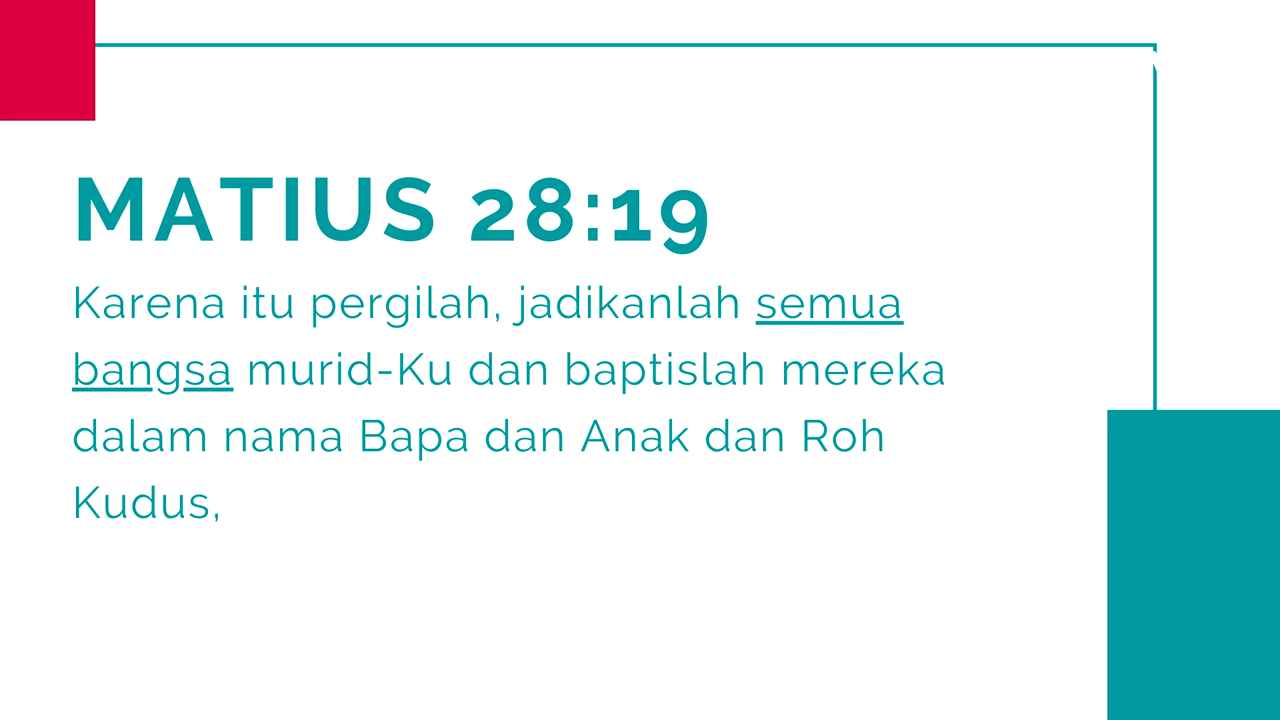 MATIUS 28:19
Karena itu pergilah, jadikanlah semua
bangsa murid-Ku dan baptislah mereka
dalam nama Bapa dan Anak dan Roh
Kudus,